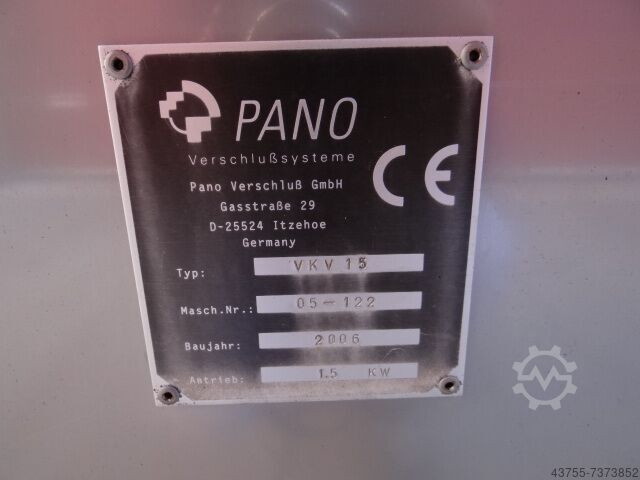 PANO
Verschlußsysteme
CE
Pano Verschluß GmbH
Gasstraße 29
D-25524 Itzehoe
Germany
Typ: VKV 15
Masch.Nr.: 05-122
Baujahr: 2006
Antrieb: 1.5 KW
43755-7373852